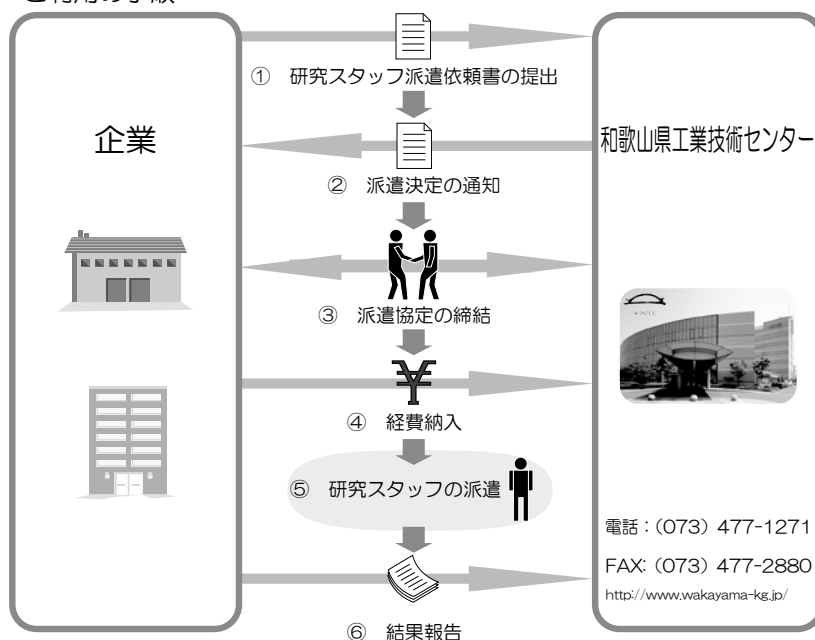 ① 研究スタッフ派遣依頼書の提出
企業
和歌山県工業技術センター
② 派遣決定の通知
③ 派遣協定の締結
WINTEC
④ 経費納入
⑤ 研究スタッフの派遣
電話：(073) 477-1271
FAX: (073) 477-2880
http://www.wakayama-kg.jp/
⑥ 結果報告